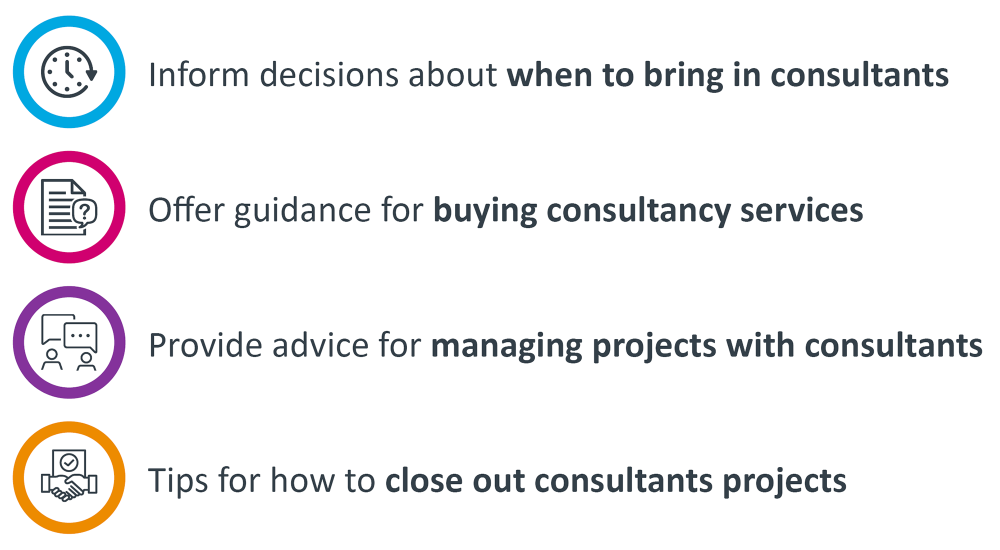 Inform decisions about when to bring in consultants
Offer guidance for buying consultancy services
Provide advice for managing projects with consultants
Tips for how to close out consultants projects